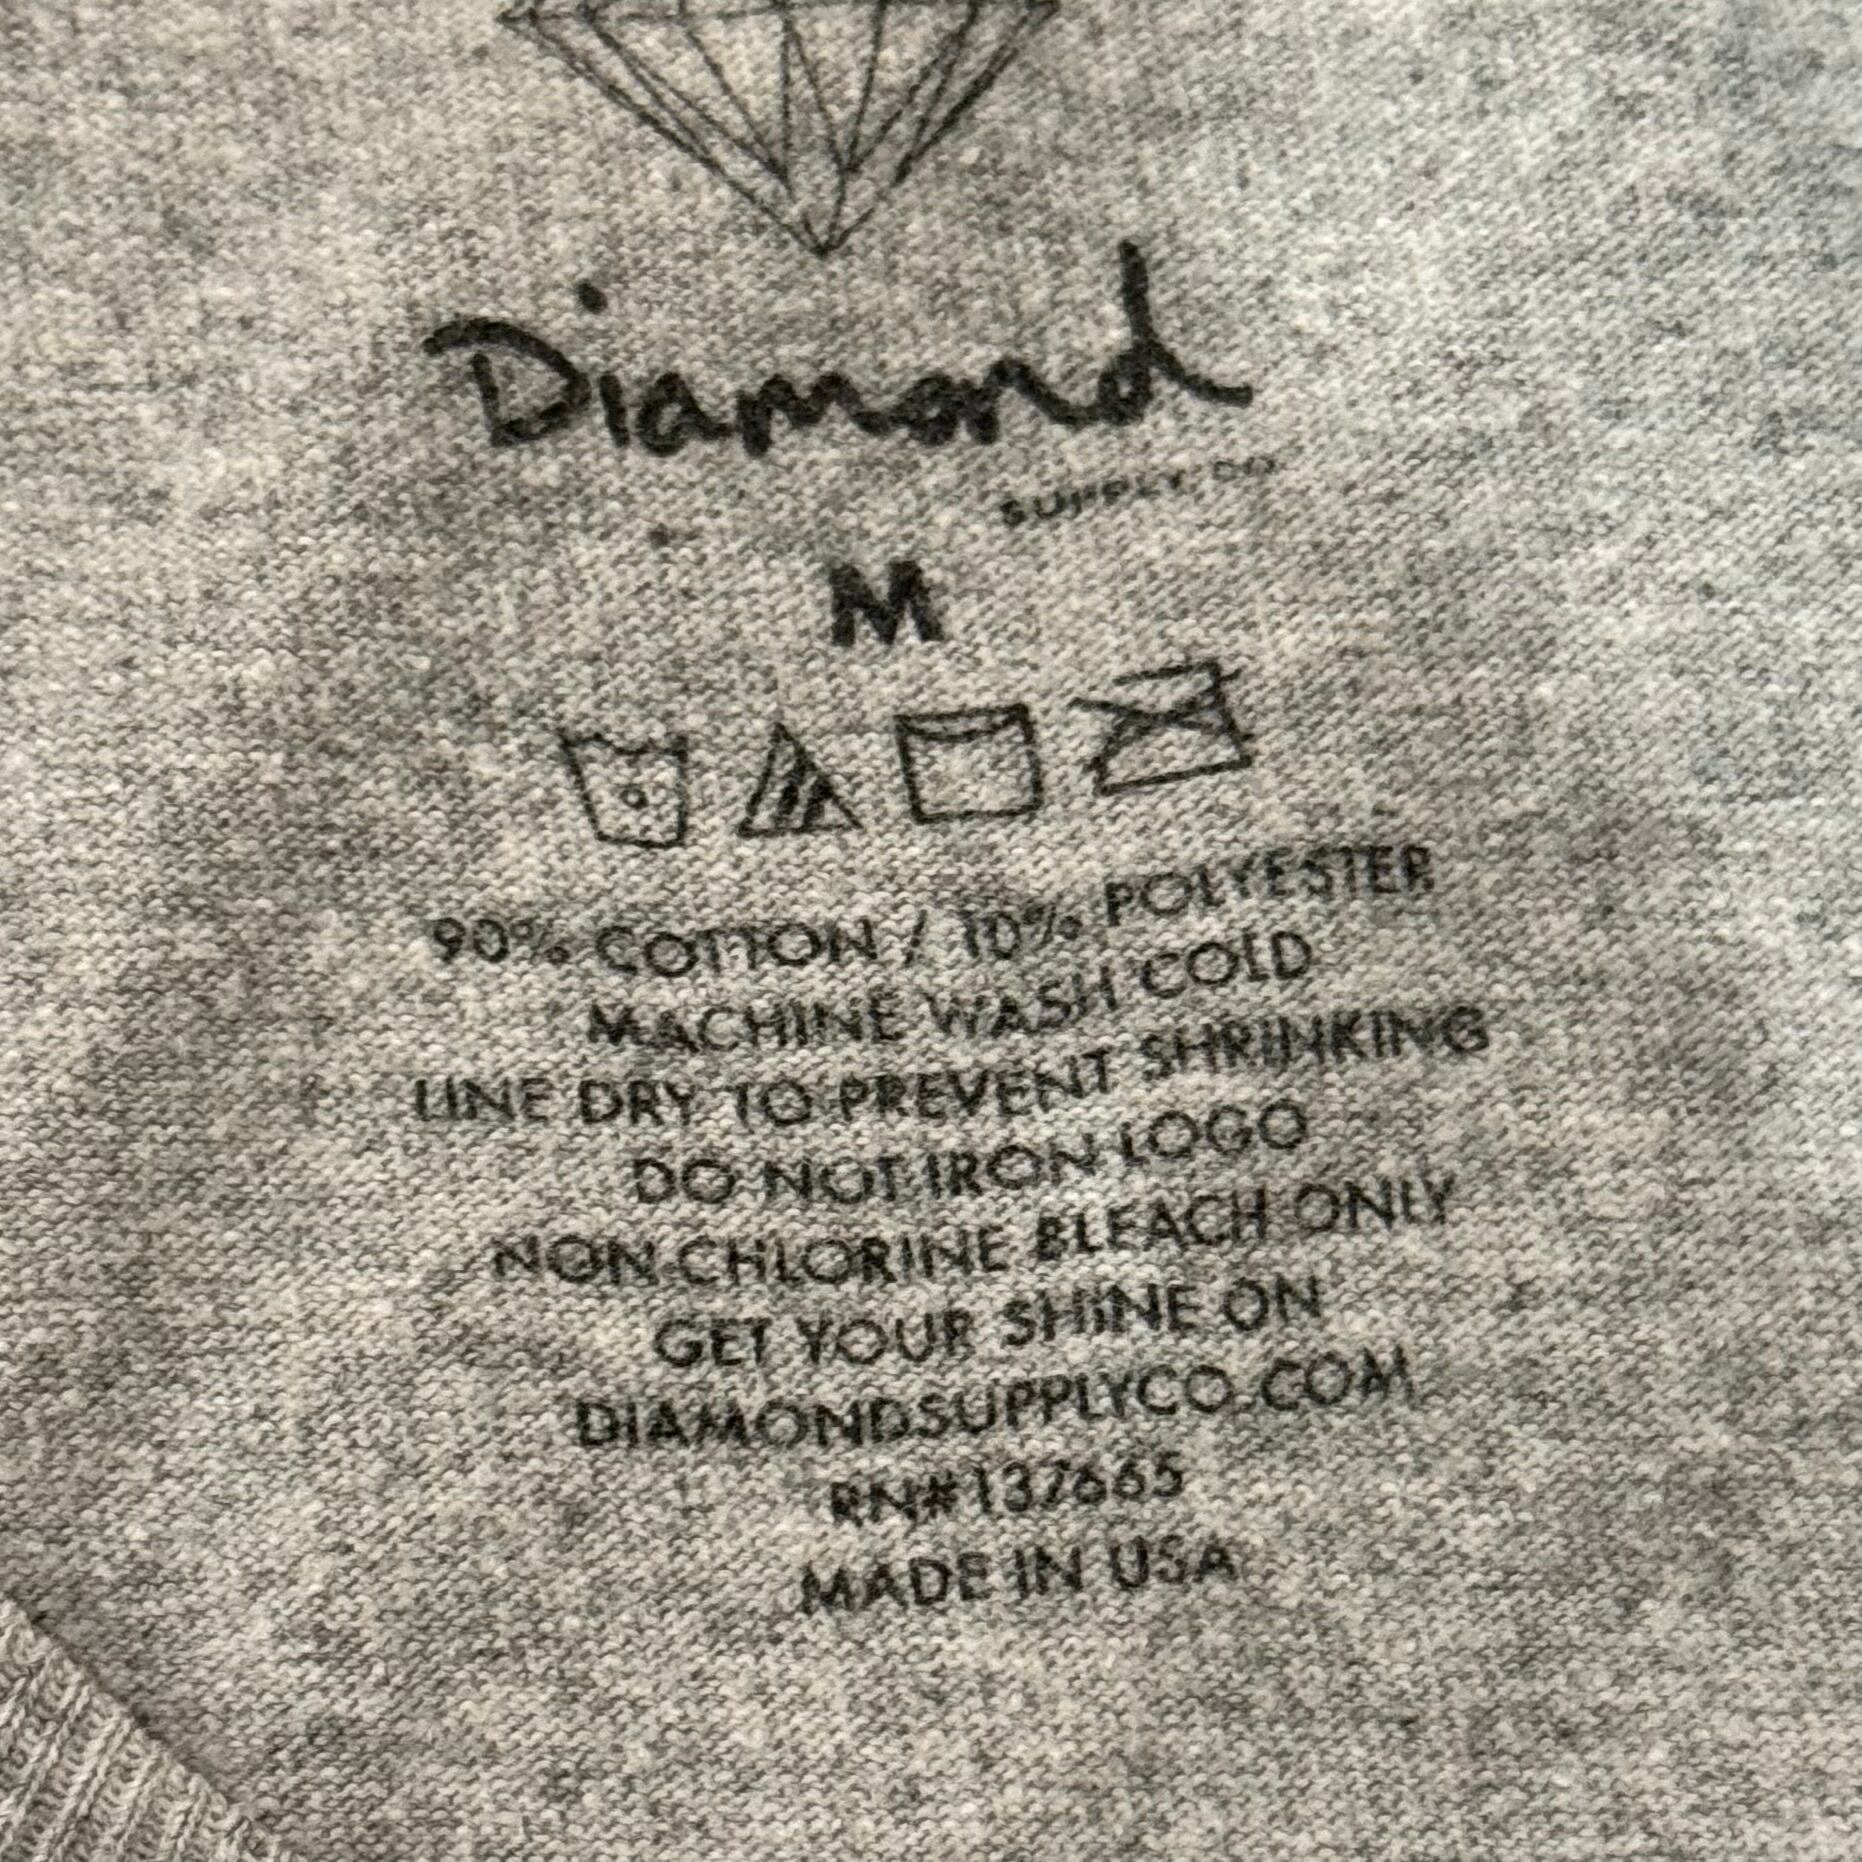 Diamond
SUPPLY CO
M
90% COTTON / 10% POLYESTER
MACHINE WASH COLD
LINE DRY TO PREVENT SHRINKING
DO NOT IRON LOGO
NON CHLORINE BLEACH ONLY
GET YOUR SHINE ON
DIAMONDSUPPLYCO.COM
RN#137665
MADE IN USA